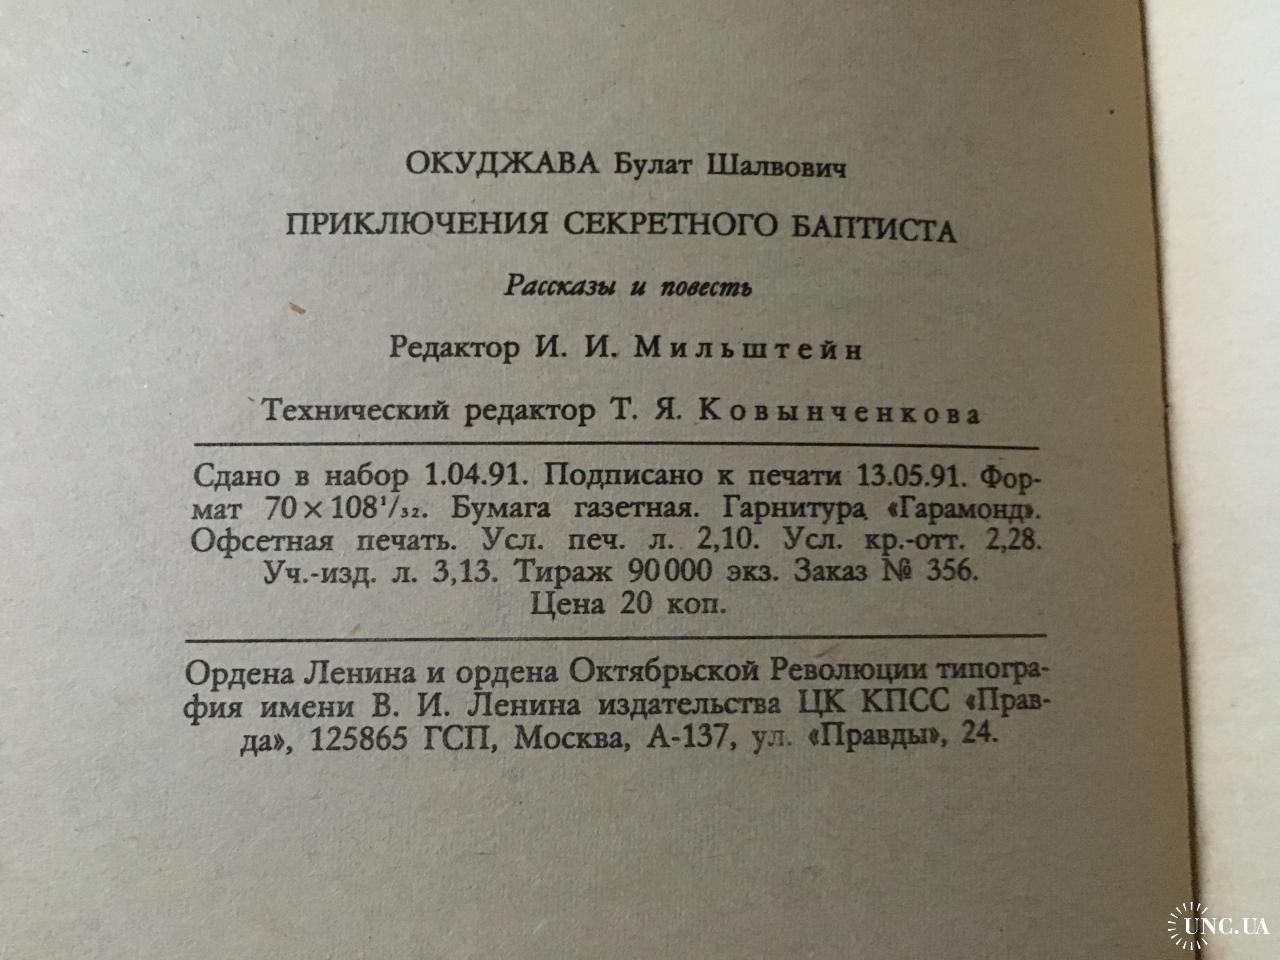 ОКУДЖАВА Булат Шалвович
ПРИКЛЮЧЕНИЯ СЕКРЕТНОГО БАПТИСТА
Рассказы и повесть
Редактор И. И. Мильштейн
Технический редактор Т. Я. Ковынченкова
Сдано в набор 1.04.91. Подписано к печати 13.05.91. Фор-
мат 70×108¹/₃₂. Бумага газетная. Гарнитура «Гарамонд».
Офсетная печать. Усл. печ. л. 2,10. Усл. кр.-отт. 2,28.
Уч.-изд. л. 3,13. Тираж 90 000 экз. Заказ № 356.
Цена 20 коп.
Ордена Ленина и ордена Октябрьской Революции типогра-
фия имени В. И. Ленина издательства ЦК КПСС «Прав-
да», 125865 ГСП, Москва, А-137, ул. «Правды», 24.
UNC.UA